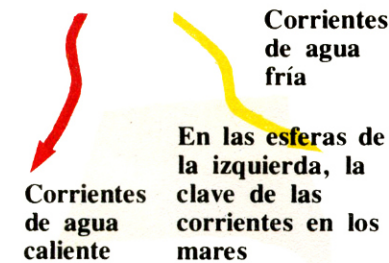 Corrientes
de agua
fría
En las esferas de
la izquierda, la
clave de las
corrientes en los
mares
Corrientes
de agua
caliente